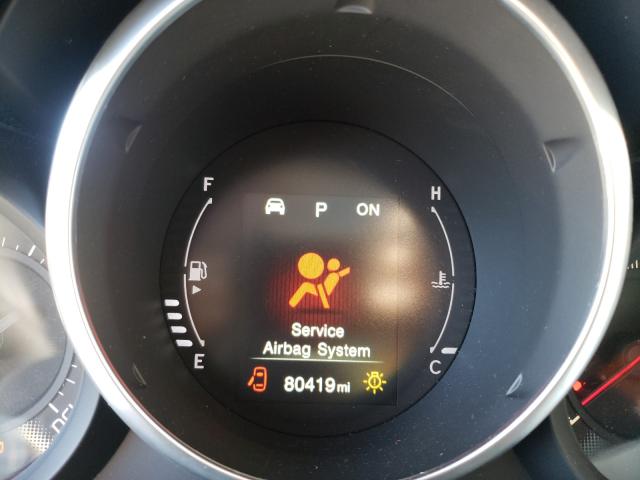 F P ON H
Service
Airbag System
E 80419 mi C